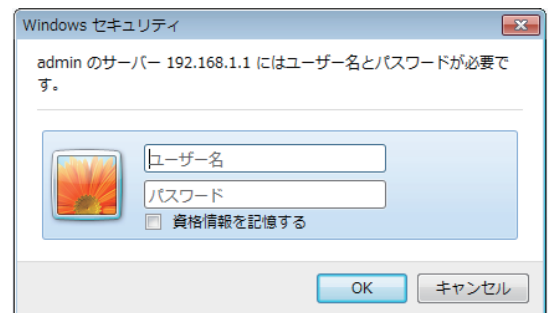 Windows セキュリティ
admin のサーバー 192.168.1.1 にはユーザー名とパスワードが必要で
す。
ユーザー名
パスワード
資格情報を記憶する
OK キャンセル